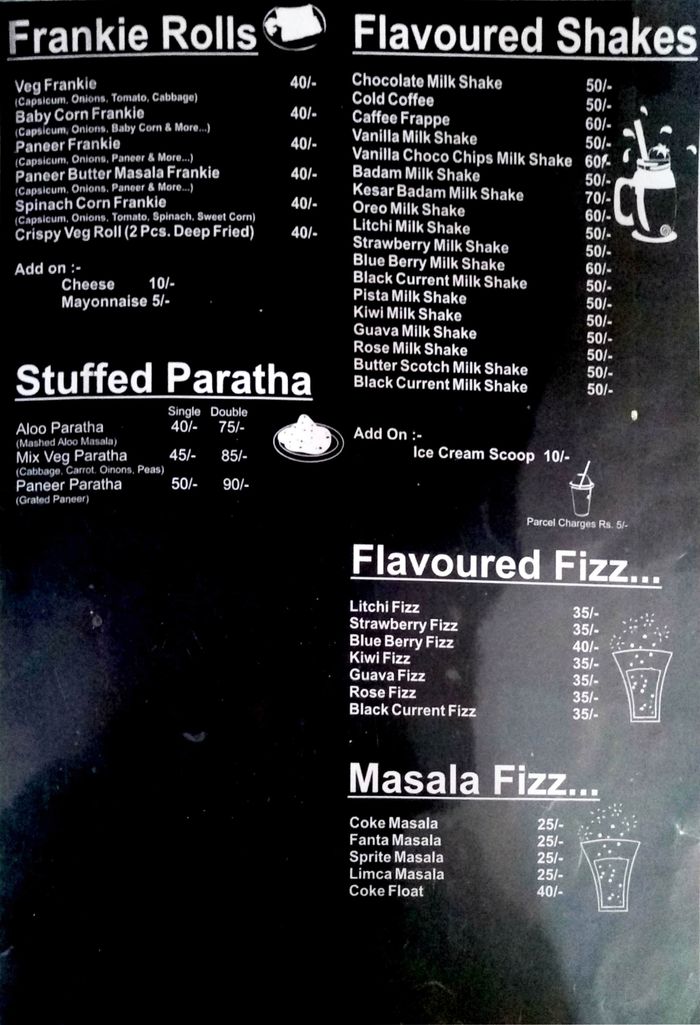 Frankie Rolls
Veg Frankie 40/-
(Capsicum, Onions, Tomato, Cabbage)
Baby Corn Frankie 40/-
(Capsicum, Onions, Baby Corn & More...)
Paneer Frankie 40/-
(Capsicum, Onions, Paneer & More...)
Paneer Butter Masala Frankie 40/-
(Capsicum, Onions, Paneer & More...)
Spinach Corn Frankie 40/-
(Capsicum, Onions, Tomato, Spinach, Sweet Corn)
Crispy Veg Roll (2 Pcs. Deep Fried) 40/-
Add on :-
Cheese 10/-
Mayonnaise 5/-
Stuffed Paratha
Single Double
Aloo Paratha 40/- 75/-
(Mashed Aloo Masala)
Mix Veg Paratha 45/- 85/-
(Cabbage, Carrot, Oinons, Peas)
Paneer Paratha 50/- 90/-
(Grated Paneer)
Flavoured Shakes
Chocolate Milk Shake 50/-
Cold Coffee 50/-
Caffer Frappe 60/-
Vanilla Milk Shake 50/-
Vanilla Choco Chips Milk Shake 60/-
Badam Milk Shake 50/-
Kesar Badam Milk Shake 70/-
Oreo Milk Shake 60/-
Litchi Milk Shake 50/-
Strawberry Milk Shake 50/-
Blue Berry Milk Shake 60/-
Black Current Milk Shake 50/-
Pista Milk Shake 50/-
Kiwi Milk Shake 50/-
Guava Milk Shake 50/-
Rose Milk Shake 50/-
Butter Scotch Milk Shake 50/-
Black Current Milk Shake 50/-
Add On :-
Ice Cream Scoop 10/-
Parcel Charges Rs. 5/-
Flavoured Fizz...
Litchi Fizz 35/-
Strawberry Fizz 35/-
Blue Berry Fizz 40/-
Kiwi Fizz 35/-
Guava Fizz 35/-
Rose Fizz 35/-
Black Current Fizz 35/-
Masala Fizz...
Coke Masala 25/-
Fanta Masala 25/-
Sprite Masala 25/-
Limca Masala 25/-
Coke Float 40/-